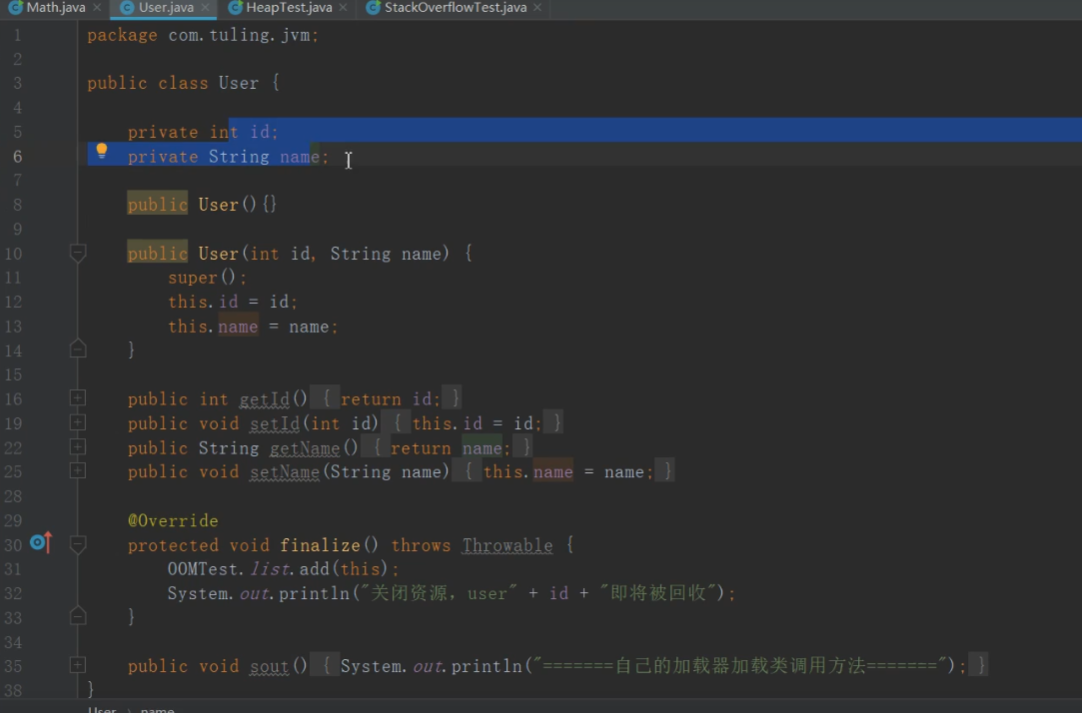 Math.java × User.java × HeapTest.java × StackOverflowTest.java ×
1 package com.tuling.jvm;
2
3 public class User {
4
5 private int id;
6 private String name;
7
8 public User(){}
9
10 public User(int id, String name) {
11 super();
12 this.id = id;
13 this.name = name;
14 }
15
16 public int getId() { return id; }
19 public void setId(int id) { this.id = id; }
22 public String getName() { return name; }
25 public void setName(String name) { this.name = name; }
28
29 @Override
30 protected void finalize() throws Throwable {
31 OOMTest.list.add(this);
32 System.out.println("关闭资源，user" + id + "即将被回收");
33 }
34
35 public void sout() { System.out.println("=======自己的加载器加载类调用方法======="); }
38 }
User › name